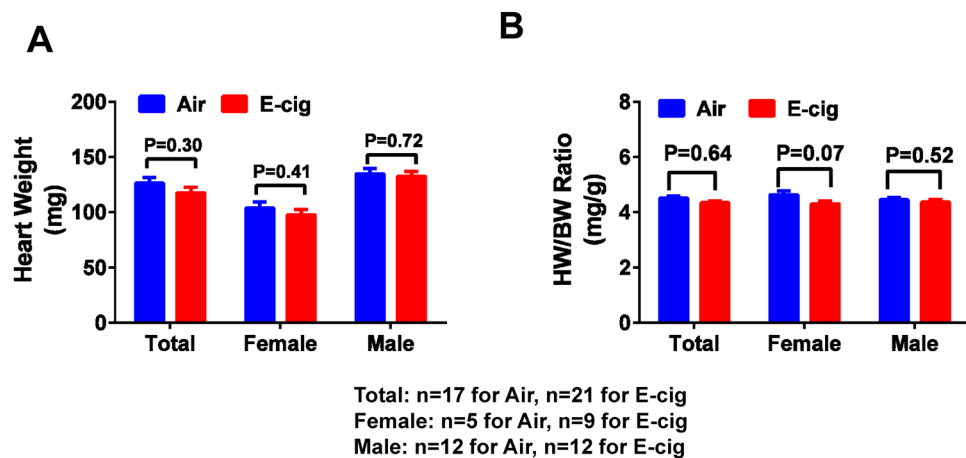 A
Air E-cig
Heart Weight
(mg)
200
150
100
50
0
P=0.30
P=0.41
P=0.72
Total Female Male
B
Air E-cig
HW/BW Ratio
(mg/g)
8
6
4
2
0
P=0.64
P=0.07
P=0.52
Total Female Male
Total: n=17 for Air, n=21 for E-cig
Female: n=5 for Air, n=9 for E-cig
Male: n=12 for Air, n=12 for E-cig